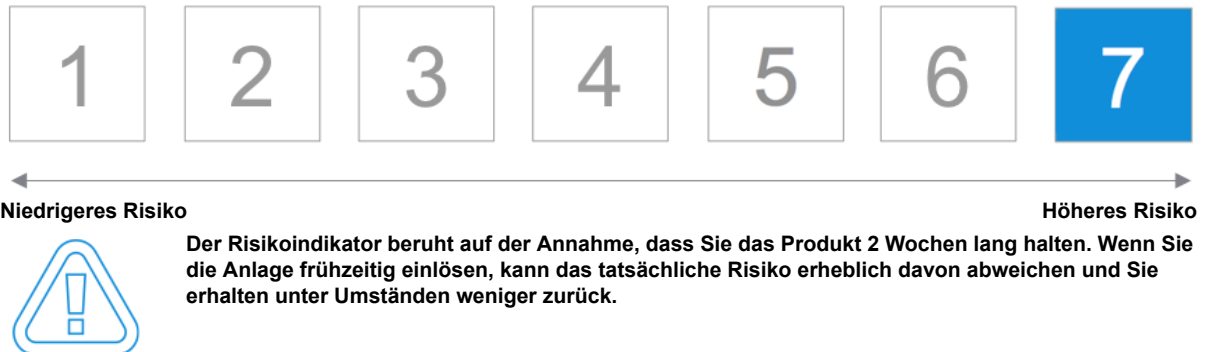 1 2 3 4 5 6 7
Niedrigeres Risiko Höheres Risiko
Der Risikoindikator beruht auf der Annahme, dass Sie das Produkt 2 Wochen lang halten. Wenn Sie
die Anlage frühzeitig einlösen, kann das tatsächliche Risiko erheblich davon abweichen und Sie
erhalten unter Umständen weniger zurück.